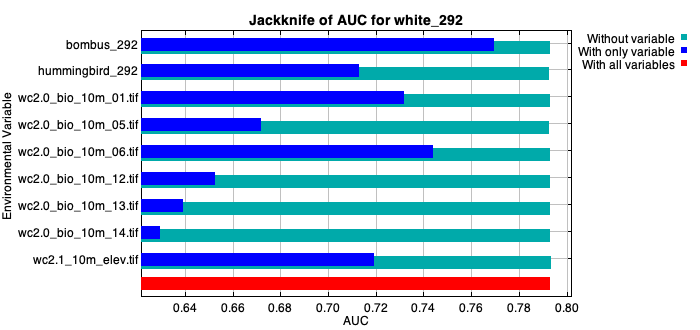 Jackknife of AUC for white_292
Without variable
With only variable
With all variables
Environmental Variable
bombus_292
hummingbird_292
wc2.0_bio_10m_01.tif
wc2.0_bio_10m_05.tif
wc2.0_bio_10m_06.tif
wc2.0_bio_10m_12.tif
wc2.0_bio_10m_13.tif
wc2.0_bio_10m_14.tif
wc2.1_10m_elev.tif
0.64 0.66 0.68 0.70 0.72 0.74 0.76 0.78 0.80
AUC